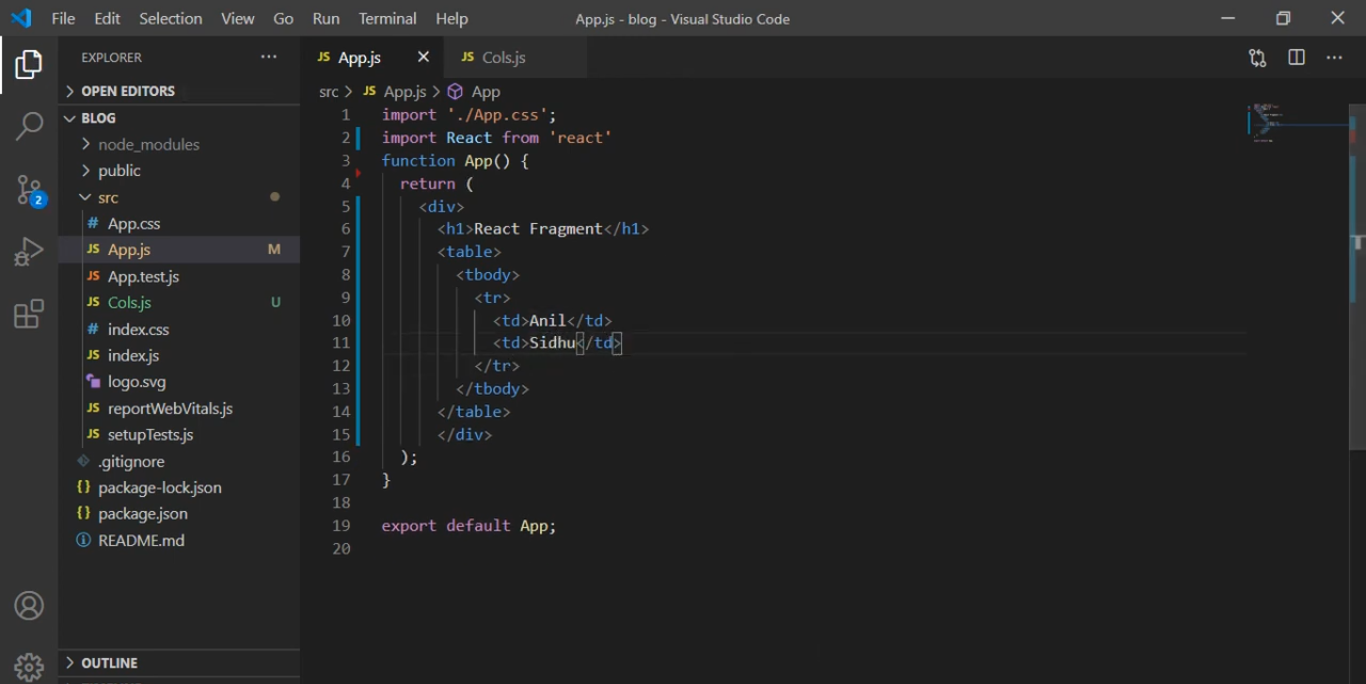 File Edit Selection View Go Run Terminal Help App.js - blog - Visual Studio Code
EXPLORER
OPEN EDITORS
BLOG
node_modules
public
src
# App.css
JS App.js M
JS App.test.js
JS Cols.js U
# index.css
JS index.js
logo.svg
JS reportWebVitals.js
JS setupTests.js
.gitignore
{} package-lock.json
{} package.json
README.md
OUTLINE
2
JS App.js JS Cols.js
src > JS App.js > App
1 import './App.css';
2 import React from 'react'
3 function App() {
4 return (
5 <div>
6 <h1>React Fragment</h1>
7 <table>
8 <tbody>
9 <tr>
10 <td>Anil</td>
11 <td>Sidhu</td>
12 </tr>
13 </tbody>
14 </table>
15 </div>
16 );
17 }
18
19 export default App;
20